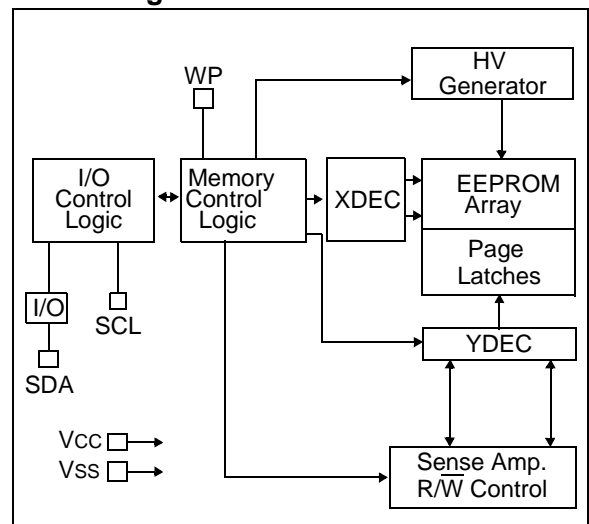 HV
Generator
WP
I/O
Control
Logic
Memory
Control
Logic
XDEC
EEPROM
Array
Page
Latches
I/O
SCL
SDA
YDEC
VCC
VSS
Sense Amp.
R/W̅ Control